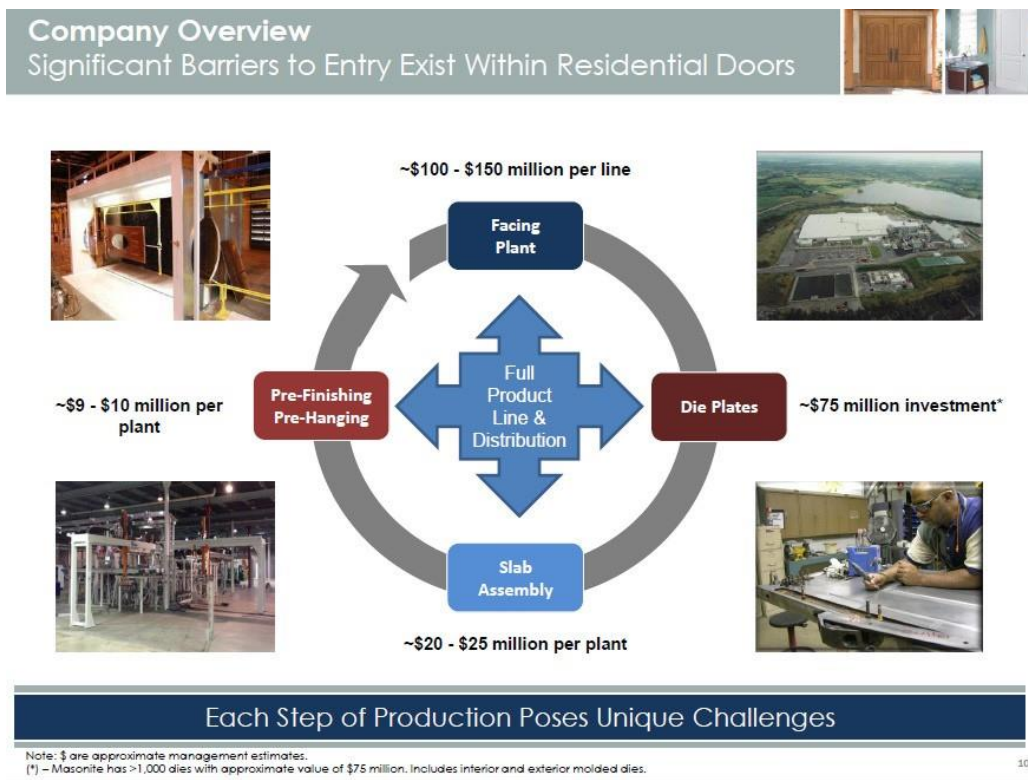 Company Overview
Significant Barriers to Entry Exist Within Residential Doors
~$100 - $150 million per line
Facing
Plant
Full
Product
Line &
Distribution
Pre-Finishing
Pre-Hanging
~$9 - $10 million per
plant
Die Plates
~$75 million investment*
Slab
Assembly
~$20 - $25 million per plant
Each Step of Production Poses Unique Challenges
Note: $ are approximate management estimates.
(*) – Masonite has >1,000 dies with approximate value of $75 million. Includes interior and exterior molded dies.
10